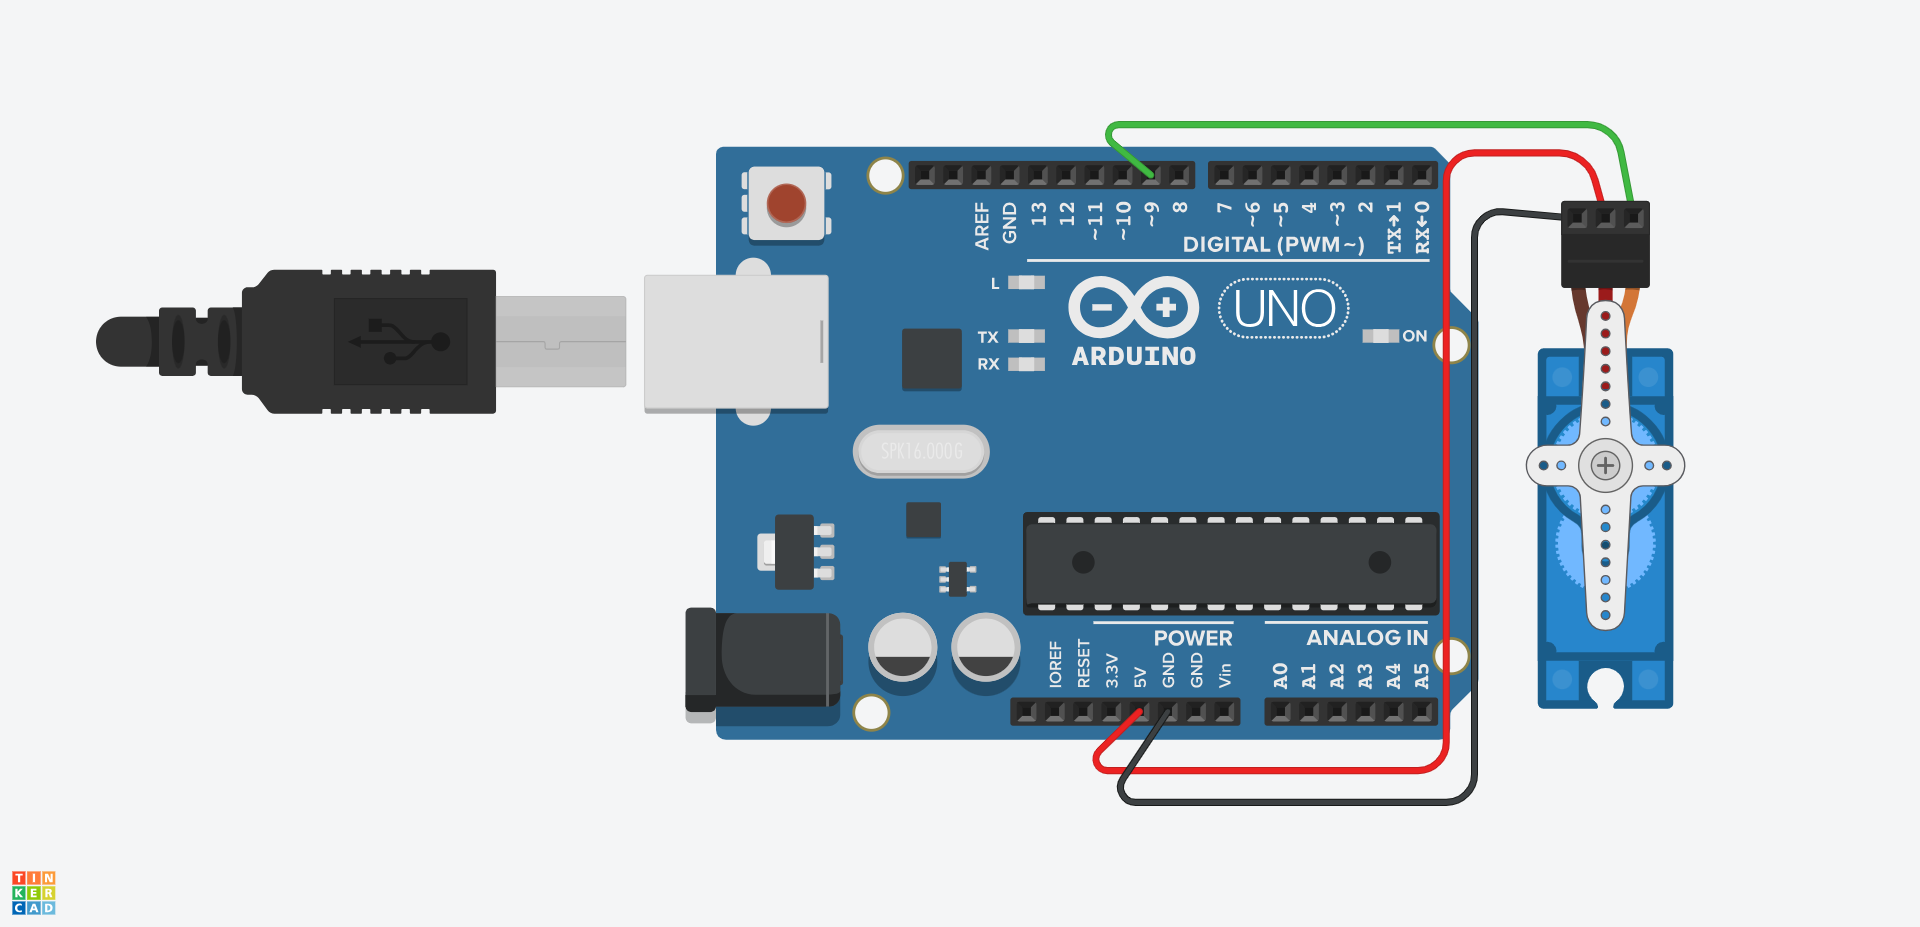 AREF
GND
13
12
~11
~10
~9
8
7
~6
~5
4
~3
2
TX→1
RX←0
DIGITAL (PWM~)
L
TX
RX
ARDUINO
UNO
ON
SPK16.000G
POWER
ANALOG IN
IOREF
RESET
3.3V
5V
GND
GND
Vin
A0
A1
A2
A3
A4
A5
TIN
KER
CAD